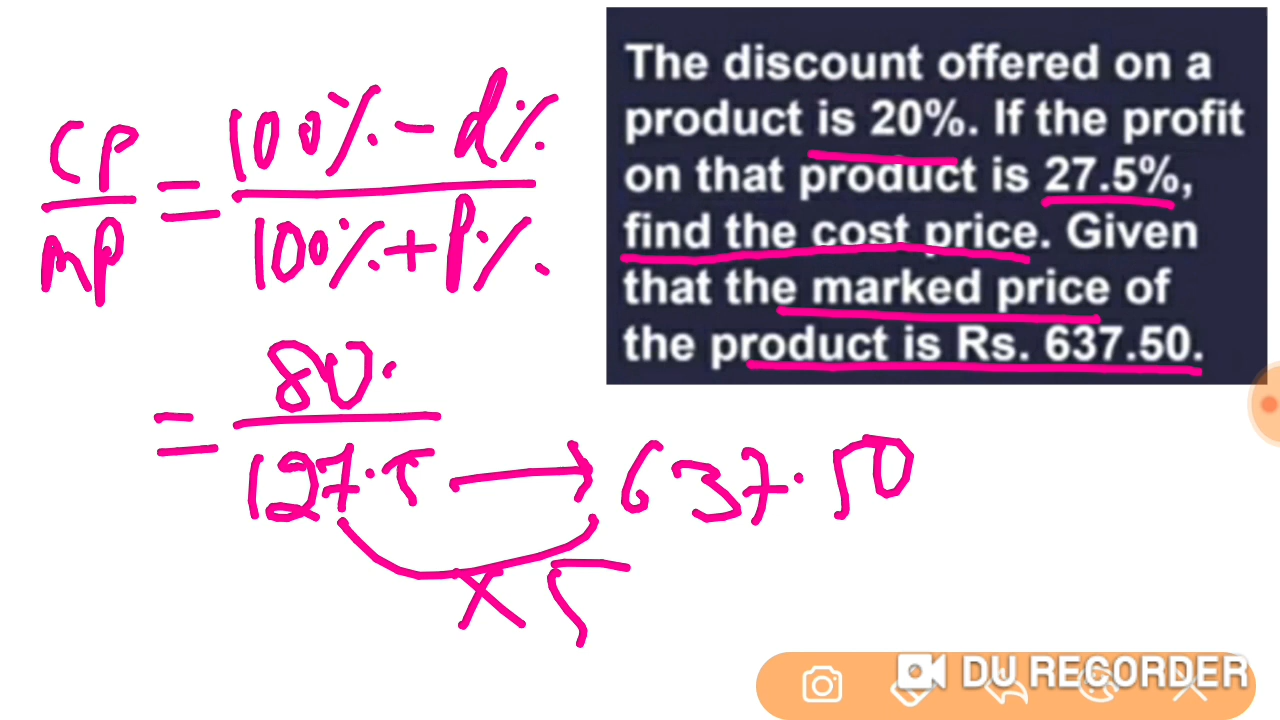 The discount offered on a
product is 20%. If the profit
on that product is 27.5%,
find the cost price. Given
that the marked price of
the product is Rs. 637.50.
CP/MP = 100% - d% / 100% + P%
= 80 / 127.5 → 637.50
×5
DU RECORDER